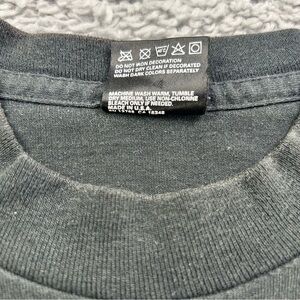 DO NOT IRON DECORATION
DO NOT DRY CLEAN IF DECORATED
WASH DARK COLORS SEPARATELY
MACHINE WASH WARM, TUMBLE
DRY MEDIUM, USE NON-CHLORINE
BLEACH ONLY IF NEEDED.
MADE IN U.S.A.
CA